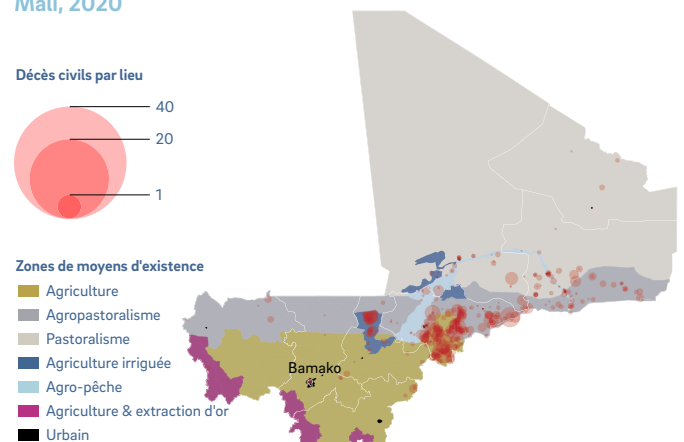 Mali, 2020
Décès civils par lieu
40
20
1
Zones de moyens d'existence
Agriculture
Agropastoralisme
Pastoralisme
Agriculture irriguée
Agro-pêche
Agriculture & extraction d'or
Urbain
Bamako